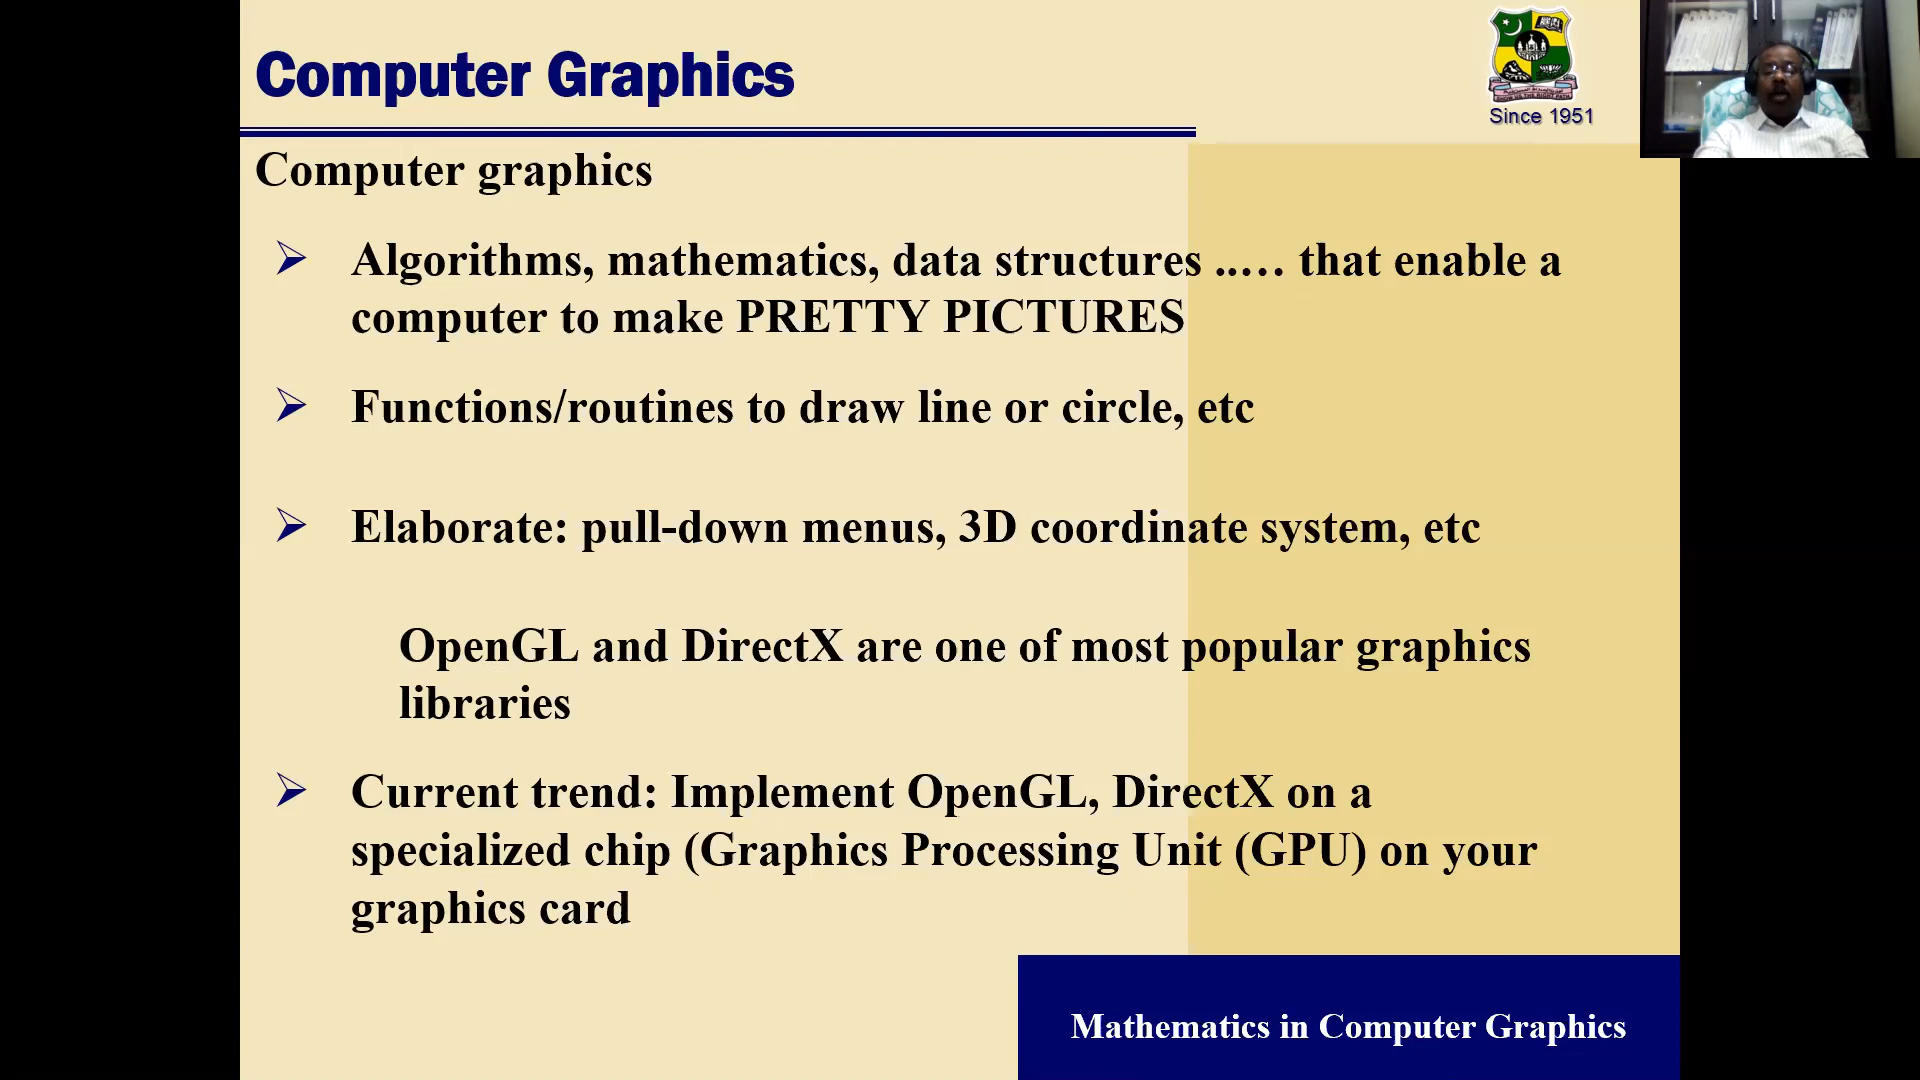 Computer Graphics
Since 1951
Computer graphics
Algorithms, mathematics, data structures ..… that enable a
computer to make PRETTY PICTURES
Functions/routines to draw line or circle, etc
Elaborate: pull-down menus, 3D coordinate system, etc
OpenGL and DirectX are one of most popular graphics
libraries
Current trend: Implement OpenGL, DirectX on a
specialized chip (Graphics Processing Unit (GPU) on your
graphics card
Mathematics in Computer Graphics